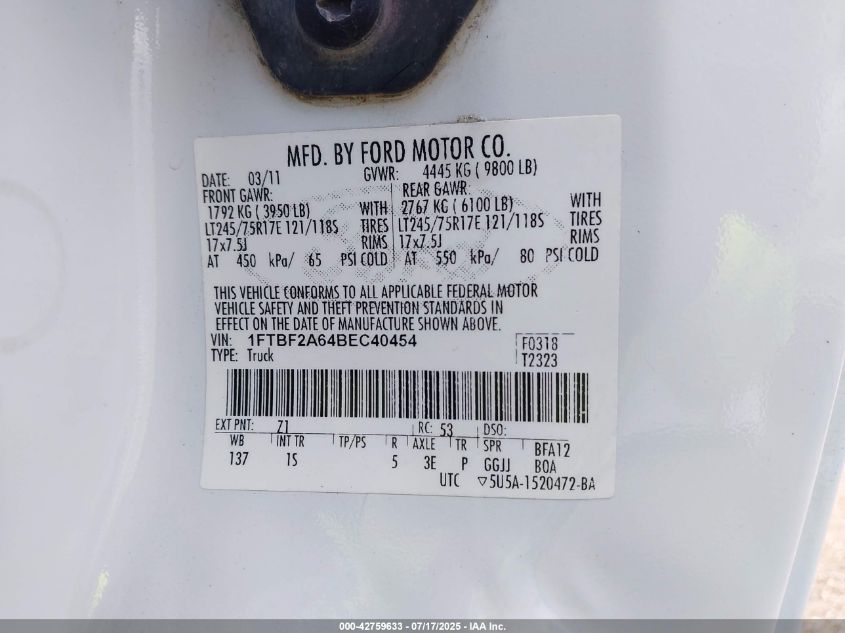 MFD. BY FORD MOTOR CO.
DATE: 03/11 GVWR: 4445 KG ( 9800 LB)
FRONT GAWR: REAR GAWR:
1792 KG ( 3950 LB) WITH 2767 KG ( 6100 LB) WITH
LT245/75R17E 121/118S TIRES LT245/75R17E 121/118S TIRES
17x7.5J RIMS 17x7.5J RIMS
AT 450 kPa/ 65 PSI COLD AT 550 kPa/ 80 PSI COLD
THIS VEHICLE CONFORMS TO ALL APPLICABLE FEDERAL MOTOR
VEHICLE SAFETY AND THEFT PREVENTION STANDARDS IN
EFFECT ON THE DATE OF MANUFACTURE SHOWN ABOVE.
VIN: 1FTBF2A64BEC40454 F0318
TYPE: Truck T2323
EXT PNT: Z1 RC: 53 DSO:
WB INT TR TP/PS R AXLE TR SPR BFA12
137 1S 5 3E P GGJJ BOA
UTC ▽5U5A-1520472-BA
000-42759633 - 07/17/2025 - IAA Inc.